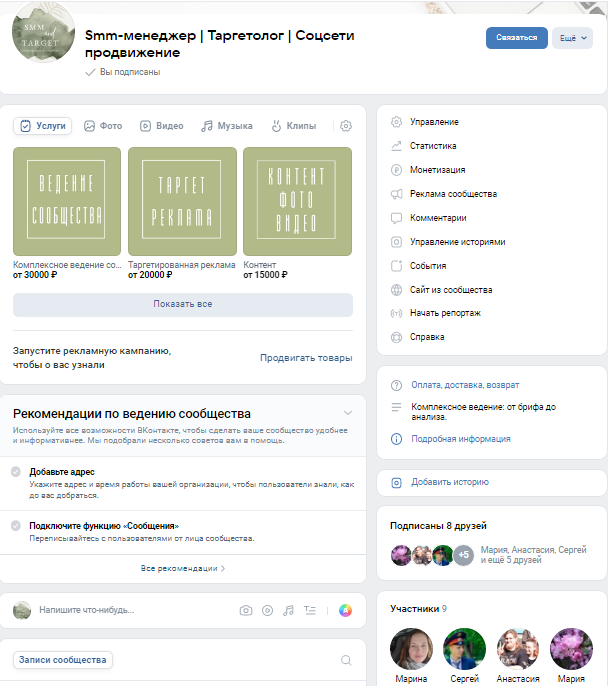 SMM
and
TARGET
Smm-менеджер | Таргетолог | Соцсети
продвижение
Вы подписаны
Связаться
Ещё
Услуги
Фото
Видео
Музыка
Клипы
ВЕДЕНИЕ
СООБЩЕСТВА
ТАРГЕТ
РЕКЛАМА
КОНТЕНТ
ФОТО
ВИДЕО
Комплексное ведение со...
от 30000 ₽
Таргетированная реклама
от 20000 ₽
Контент
от 15000 ₽
Показать все
Запустите рекламную кампанию,
чтобы о вас узнали
Продвигать товары
Рекомендации по ведению сообщества
Используйте все возможности ВКонтакте, чтобы сделать ваше сообщество удобнее
и информативнее. Мы подобрали несколько советов вам в помощь.
Добавьте адрес
Укажите адрес и время работы вашей организации, чтобы пользователи знали, как
до вас добраться.
Подключите функцию «Сообщения»
Переписывайтесь с пользователями от лица сообщества.
Все рекомендации
Напишите что-нибудь...
Записи сообщества
Управление
Статистика
Монетизация
Реклама сообщества
Комментарии
Управление историями
События
Сайт из сообщества
Начать репортаж
Справка
Оплата, доставка, возврат
Комплексное ведение: от брифа до
анализа.
Подробная информация
Добавить историю
Подписаны 8 друзей
+5
Мария, Анастасия, Сергей
и ещё 5 друзей
Участники 9
Марина
Сергей
Анастасия
Мария